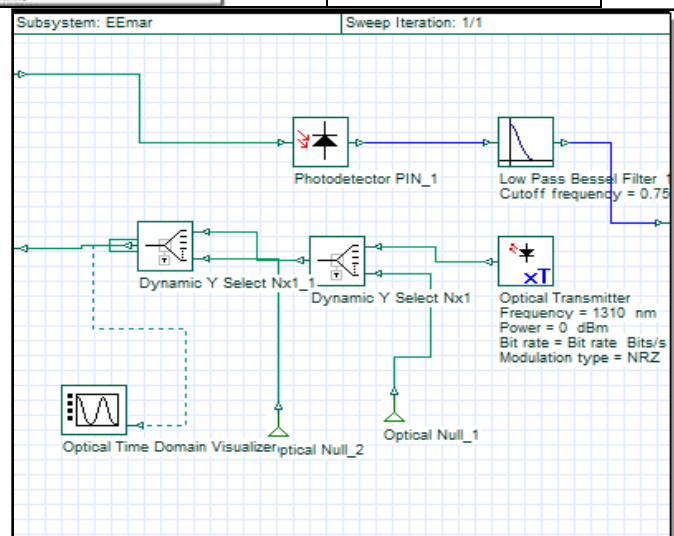 Subsystem: EEmar
Sweep Iteration: 1/1
Photodetector PIN_1
Low Pass Bessel Filter 1
Cutoff frequency = 0.75
Dynamic Y Select Nx1_1
Dynamic Y Select Nx1
xT
Optical Transmitter
Frequency = 1310 nm
Power = 0 dBm
Bit rate = Bit rate Bits/s
Modulation type = NRZ
Optical Null_1
Optical Time Domain Visualizer
ptical Null_2